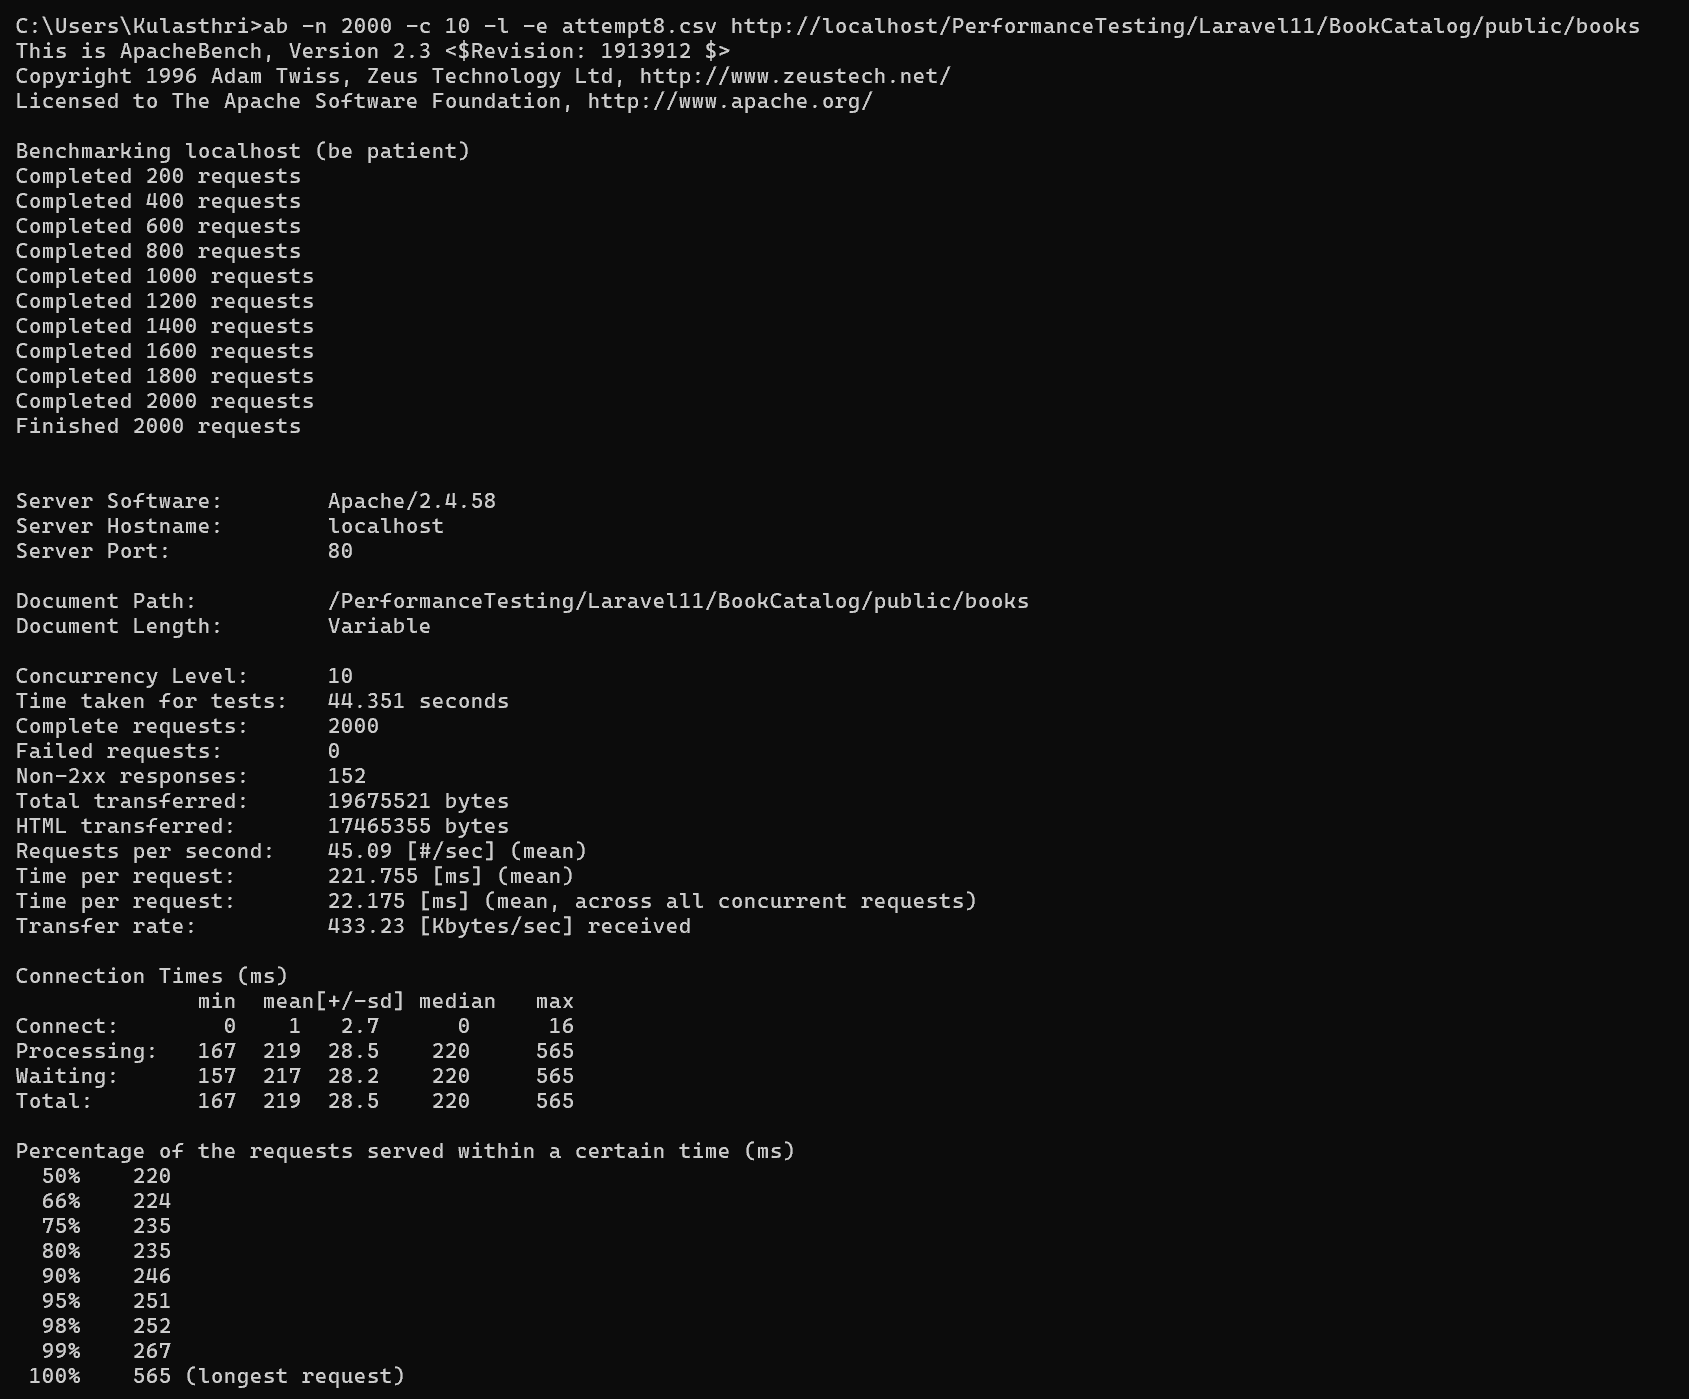 C:\Users\Kulasthri>ab -n 2000 -c 10 -l -e attempt8.csv http://localhost/PerformanceTesting/Laravel11/BookCatalog/public/books
This is ApacheBench, Version 2.3 <$Revision: 1913912 $>
Copyright 1996 Adam Twiss, Zeus Technology Ltd, http://www.zeustech.net/
Licensed to The Apache Software Foundation, http://www.apache.org/

Benchmarking localhost (be patient)
Completed 200 requests
Completed 400 requests
Completed 600 requests
Completed 800 requests
Completed 1000 requests
Completed 1200 requests
Completed 1400 requests
Completed 1600 requests
Completed 1800 requests
Completed 2000 requests
Finished 2000 requests


Server Software:        Apache/2.4.58
Server Hostname:        localhost
Server Port:            80

Document Path:          /PerformanceTesting/Laravel11/BookCatalog/public/books
Document Length:        Variable

Concurrency Level:      10
Time taken for tests:   44.351 seconds
Complete requests:      2000
Failed requests:        0
Non-2xx responses:      152
Total transferred:      19675521 bytes
HTML transferred:       17465355 bytes
Requests per second:    45.09 [#/sec] (mean)
Time per request:       221.755 [ms] (mean)
Time per request:       22.175 [ms] (mean, across all concurrent requests)
Transfer rate:          433.23 [Kbytes/sec] received

Connection Times (ms)
              min  mean[+/-sd] median   max
Connect:        0    1   2.7      0      16
Processing:   167  219  28.5    220     565
Waiting:      157  217  28.2    220     565
Total:        167  219  28.5    220     565

Percentage of the requests served within a certain time (ms)
  50%    220
  66%    224
  75%    235
  80%    235
  90%    246
  95%    251
  98%    252
  99%    267
 100%    565 (longest request)